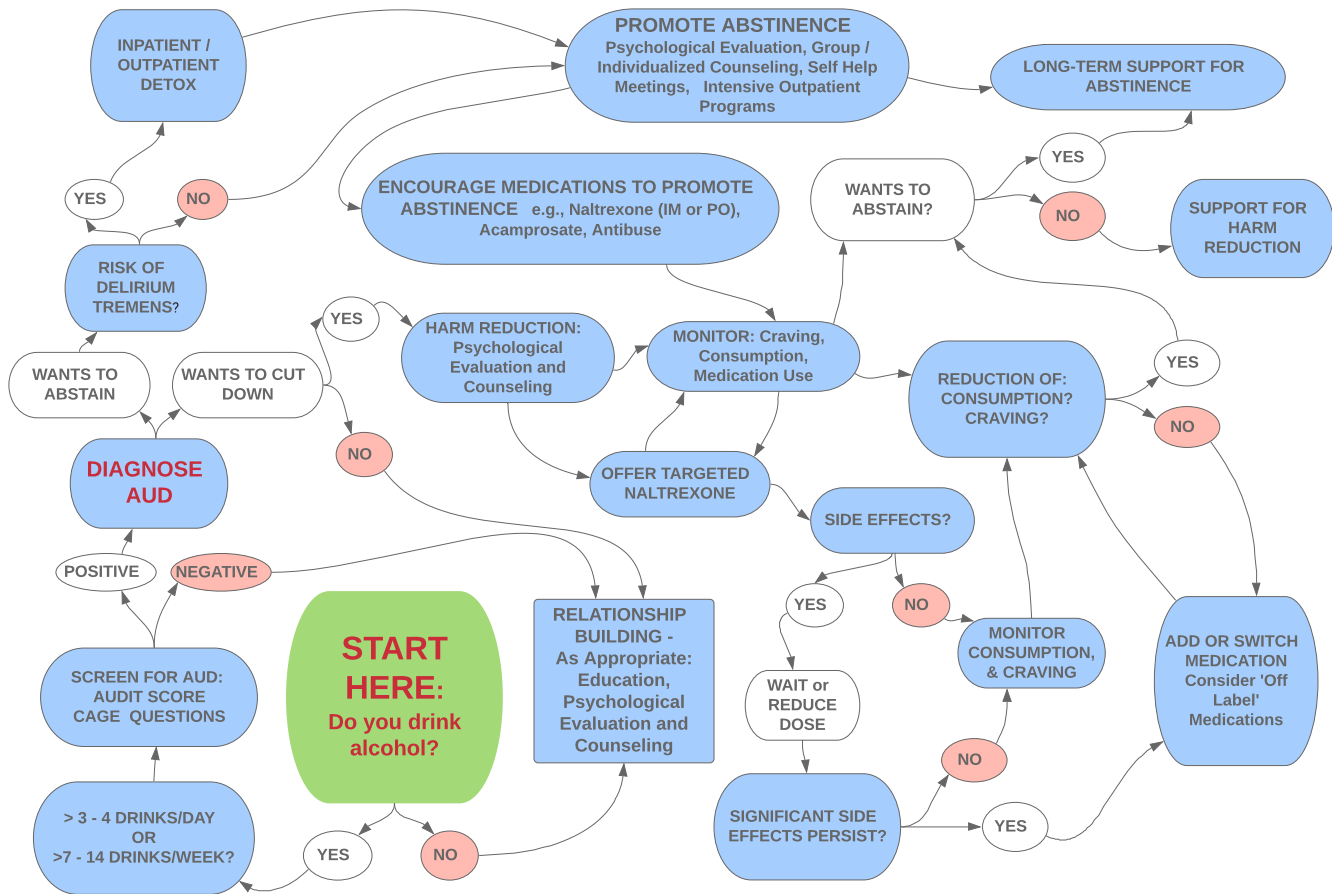 INPATIENT /
OUTPATIENT
DETOX
PROMOTE ABSTINENCE
Psychological Evaluation, Group /
Individualized Counseling, Self Help
Meetings, Intensive Outpatient
Programs
LONG-TERM SUPPORT FOR
ABSTINENCE
YES
NO
ENCOURAGE MEDICATIONS TO PROMOTE
ABSTINENCE e.g., Naltrexone (IM or PO),
Acamprosate, Antibuse
WANTS TO
ABSTAIN?
YES
NO
SUPPORT FOR
HARM
REDUCTION
RISK OF
DELIRIUM
TREMENS?
YES
HARM REDUCTION:
Psychological
Evaluation and
Counseling
MONITOR: Craving,
Consumption,
Medication Use
REDUCTION OF:
CONSUMPTION?
CRAVING?
YES
NO
WANTS TO
ABSTAIN
WANTS TO CUT
DOWN
NO
DIAGNOSE
AUD
OFFER TARGETED
NALTREXONE
SIDE EFFECTS?
POSITIVE
NEGATIVE
YES
NO
START
HERE:
Do you drink
alcohol?
RELATIONSHIP
BUILDING -
As Appropriate:
Education,
Psychological
Evaluation and
Counseling
MONITOR
CONSUMPTION,
& CRAVING
ADD OR SWITCH
MEDICATION
Consider 'Off
Label'
Medications
SCREEN FOR AUD:
AUDIT SCORE
CAGE QUESTIONS
WAIT or
REDUCE
DOSE
NO
> 3 - 4 DRINKS/DAY
OR
>7 - 14 DRINKS/WEEK?
YES
NO
SIGNIFICANT SIDE
EFFECTS PERSIST?
YES